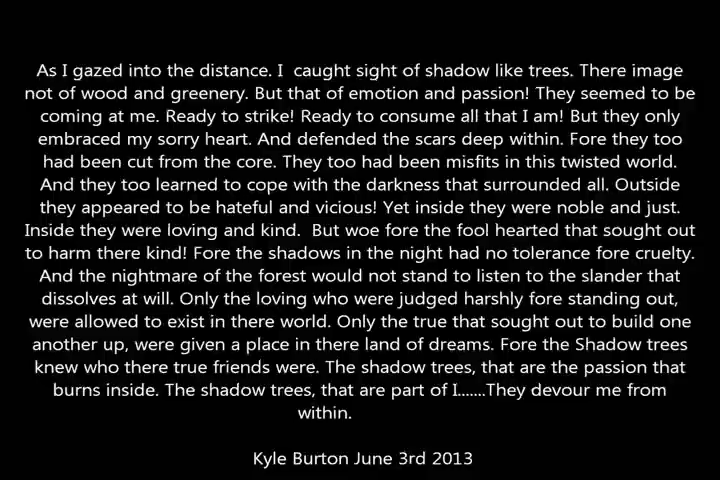 As I gazed into the distance. I  caught sight of shadow like trees. There image
not of wood and greenery. But that of emotion and passion! They seemed to be
coming at me. Ready to strike! Ready to consume all that I am! But they only
embraced my sorry heart. And defended the scars deep within. Fore they too
had been cut from the core. They too had been misfits in this twisted world.
And they too learned to cope with the darkness that surrounded all. Outside
they appeared to be hateful and vicious! Yet inside they were noble and just.
Inside they were loving and kind.  But woe fore the fool hearted that sought out
to harm there kind! Fore the shadows in the night had no tolerance fore cruelty.
And the nightmare of the forest would not stand to listen to the slander that
dissolves at will. Only the loving who were judged harshly fore standing out,
were allowed to exist in there world. Only the true that sought out to build one
another up, were given a place in there land of dreams. Fore the Shadow trees
knew who there true friends were. The shadow trees, that are the passion that
burns inside. The shadow trees, that are part of I.......They devour me from
within.
Kyle Burton June 3rd 2013